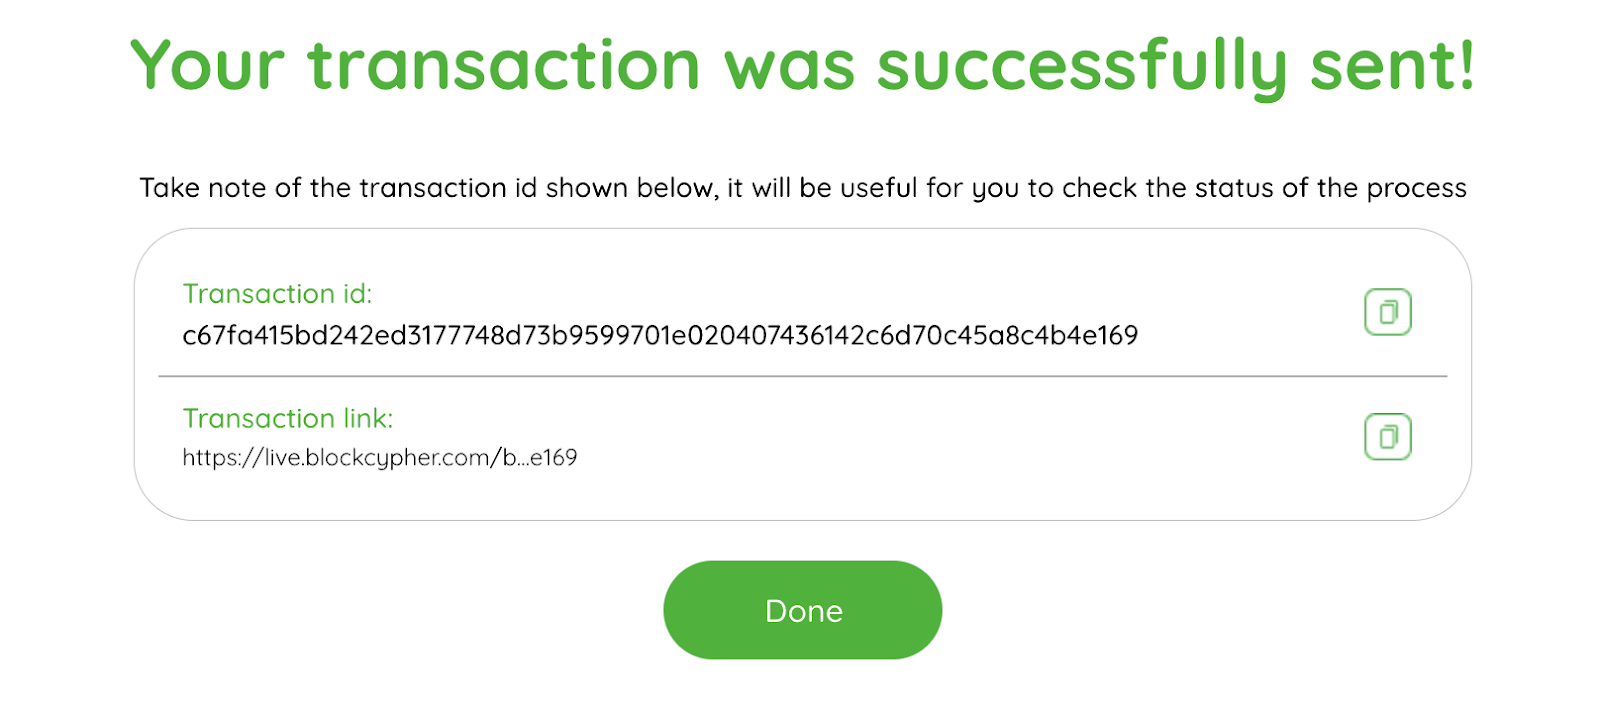 Your transaction was successfully sent!
Take note of the transaction id shown below, it will be useful for you to check the status of the process
Transaction id:
c67fa415bd242ed3177748d73b9599701e020407436142c6d70c45a8c4b4e169
Transaction link:
https://live.blockcypher.com/b...e169
Done